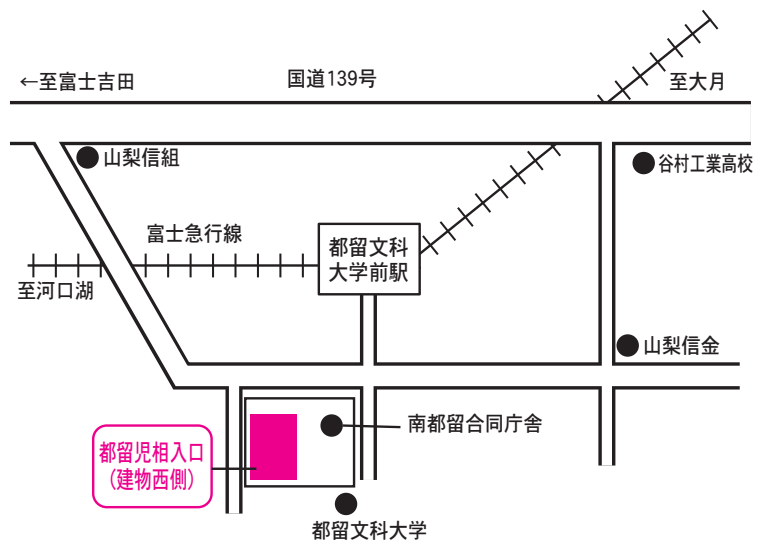 ←至富士吉田
国道139号
至大月
山梨信組
谷村工業高校
富士急行線
都留文科
大学前駅
至河口湖
山梨信金
南都留合同庁舎
都留児相入口
（建物西側）
都留文科大学